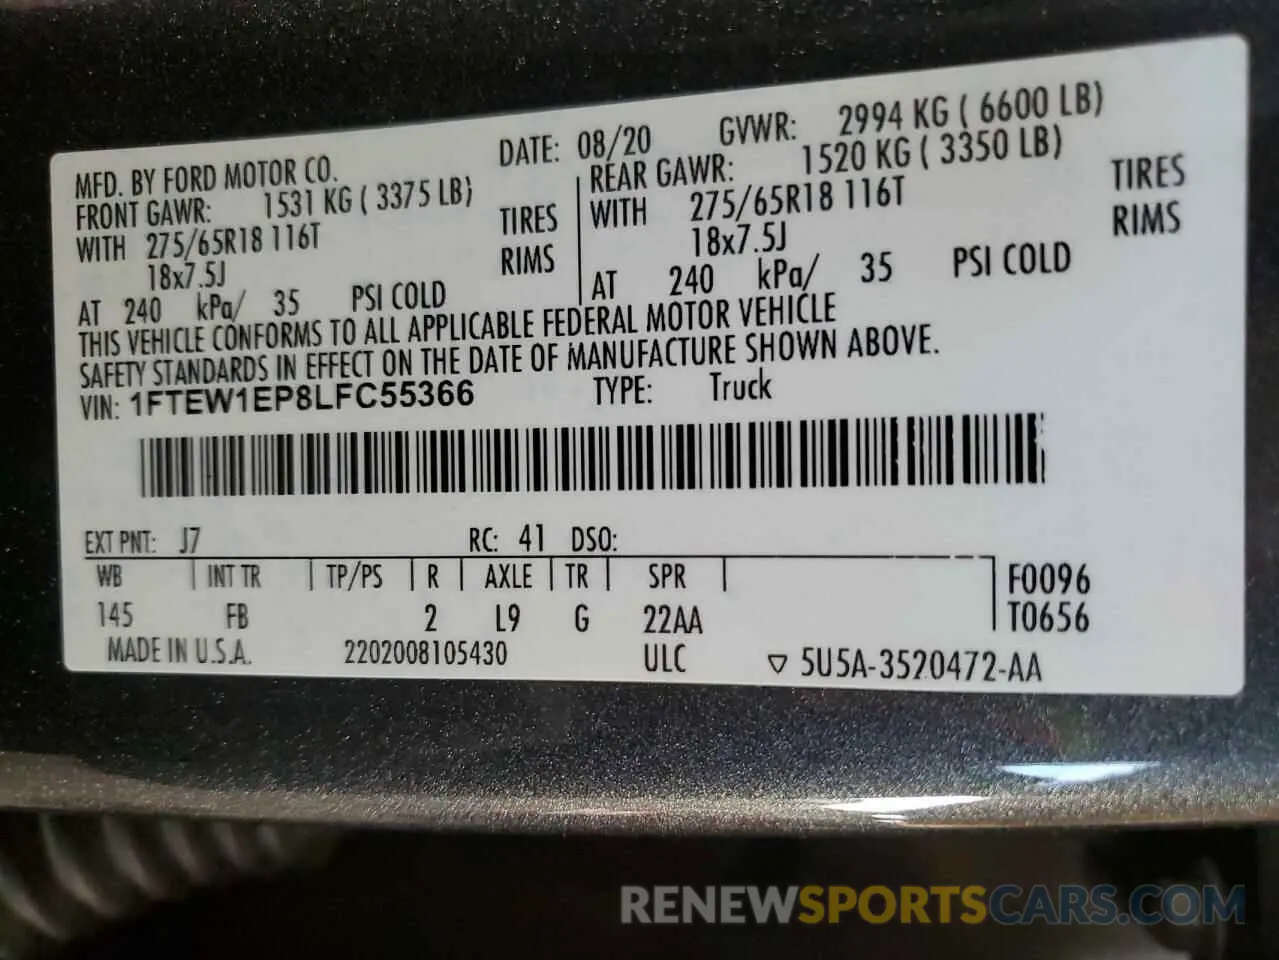 MFD. BY FORD MOTOR CO. DATE: 08/20 GVWR: 2994 KG ( 6600 LB)
FRONT GAWR: 1531 KG ( 3375 LB) REAR GAWR: 1520 KG ( 3350 LB)
WITH 275/65R18 116T TIRES WITH 275/65R18 116T TIRES
18x7.5J RIMS 18x7.5J RIMS
AT 240 kPa/ 35 PSI COLD AT 240 kPa/ 35 PSI COLD
THIS VEHICLE CONFORMS TO ALL APPLICABLE FEDERAL MOTOR VEHICLE
SAFETY STANDARDS IN EFFECT ON THE DATE OF MANUFACTURE SHOWN ABOVE.
VIN: 1FTEW1EP8LFC55366 TYPE: Truck
EXT PNT: J7 RC: 41 DSO:
WB INT TR TP/PS R AXLE TR SPR F0096
145 FB 2 L9 G 22AA T0656
MADE IN U.S.A. 2202008105430 ULC ▽ 5U5A-3520472-AA
RENEWSPORTSCARS.COM